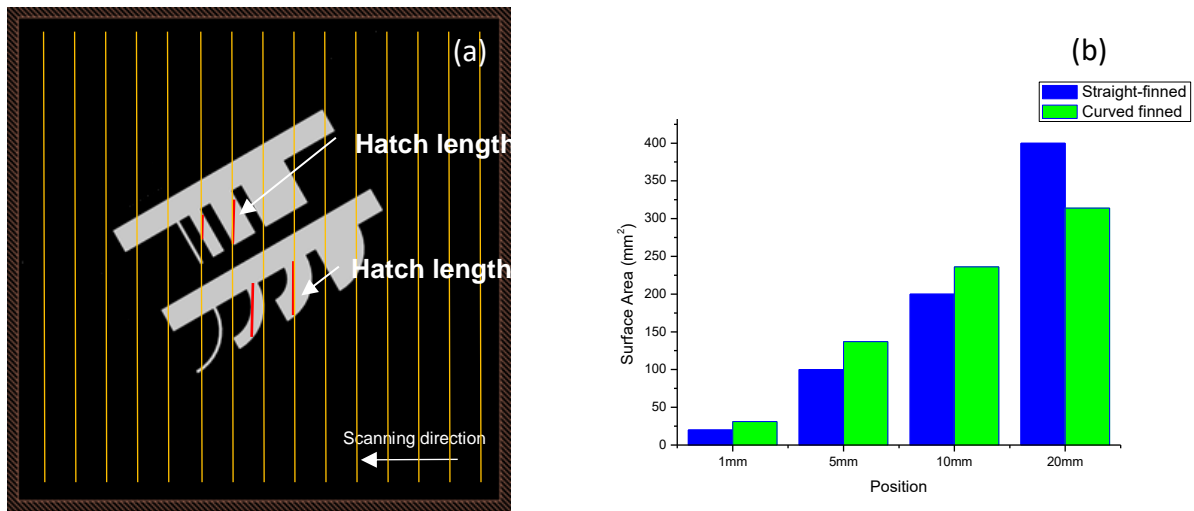 (a)
Hatch length
Hatch length
Scanning direction
(b)
Straight-finned
Curved finned
Surface Area (mm²)
400
350
300
250
200
150
100
50
0
1mm 5mm 10mm 20mm
Position